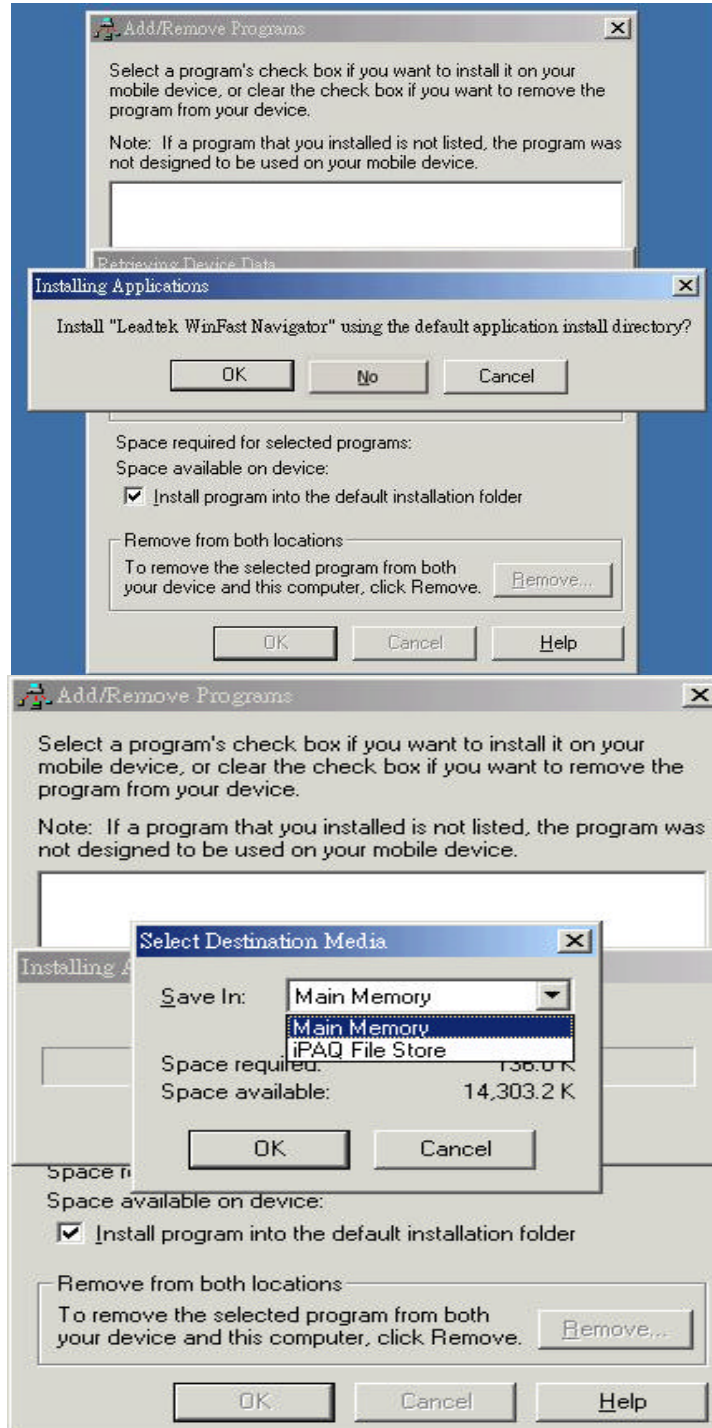 Add/Remove Programs
Select a program's check box if you want to install it on your
mobile device, or clear the check box if you want to remove the
program from your device.
Note: If a program that you installed is not listed, the program was
not designed to be used on your mobile device.
Retrieving Device Data
Installing Applications
Install "Leadtek WinFast Navigator" using the default application install directory?
OK No Cancel
Space required for selected programs:
Space available on device:
Install program into the default installation folder
Remove from both locations
To remove the selected program from both
your device and this computer, click Remove.
Remove...
OK Cancel Help
Add/Remove Programs
Select a program's check box if you want to install it on your
mobile device, or clear the check box if you want to remove the
program from your device.
Note: If a program that you installed is not listed, the program was
not designed to be used on your mobile device.
Select Destination Media
Installing
Save In: Main Memory
Main Memory
iPAQ File Store
Space required: 136.0 K
Space available: 14,303.2 K
OK Cancel
Space
Space available on device:
Install program into the default installation folder
Remove from both locations
To remove the selected program from both
your device and this computer, click Remove.
Remove...
OK Cancel Help